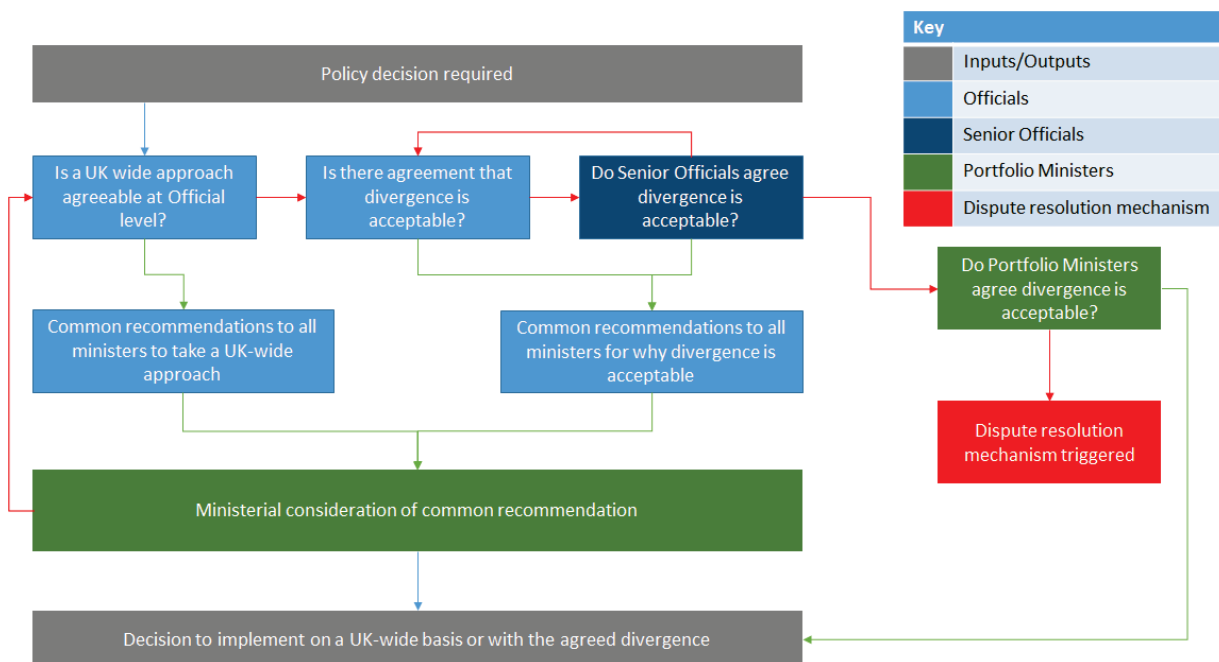 Key
Inputs/Outputs
Officials
Senior Officials
Portfolio Ministers
Dispute resolution mechanism
Policy decision required
Is a UK wide approach
agreeable at Official
level?
Is there agreement that
divergence is
acceptable?
Do Senior Officials agree
divergence is
acceptable?
Do Portfolio Ministers
agree divergence is
acceptable?
Common recommendations to all
ministers to take a UK-wide
approach
Common recommendations to all
ministers for why divergence is
acceptable
Dispute resolution
mechanism triggered
Ministerial consideration of common recommendation
Decision to implement on a UK-wide basis or with the agreed divergence